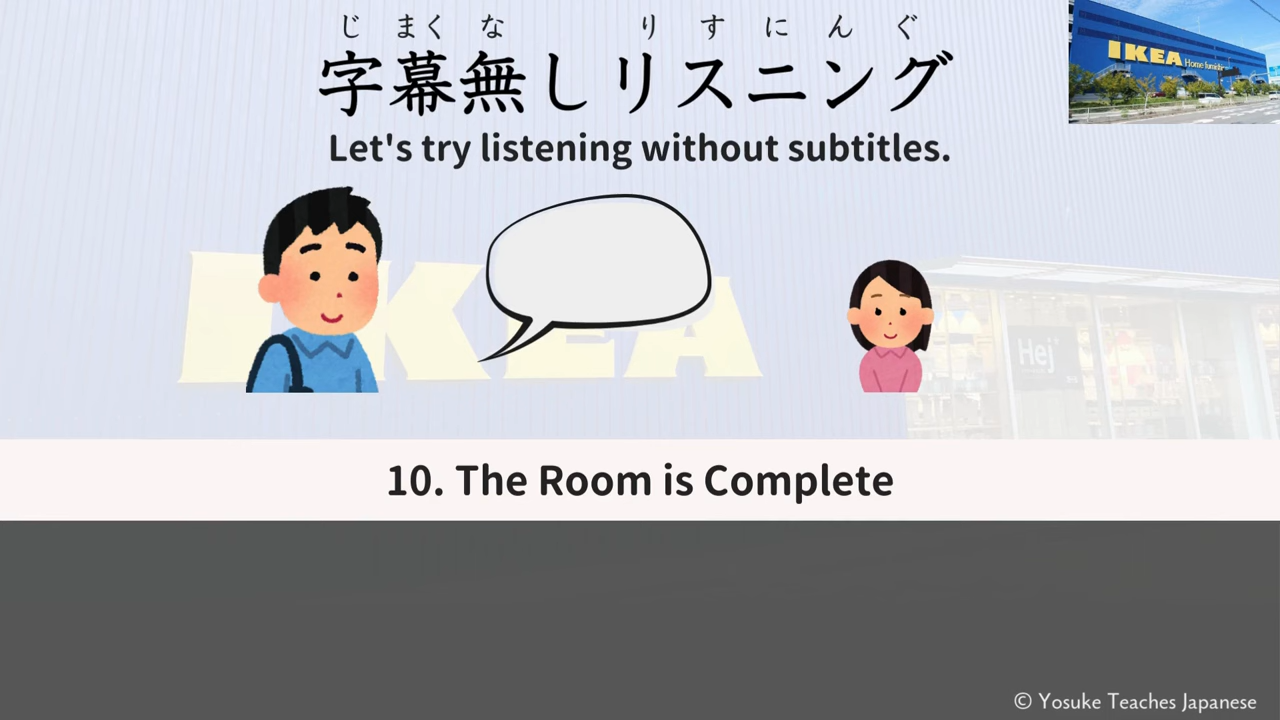 じ まく な り す に ん ぐ
字幕無しリスニング
Let's try listening without subtitles.
IKEA Home furnishing
IKEA
Hej
10. The Room is Complete
© Yosuke Teaches Japanese